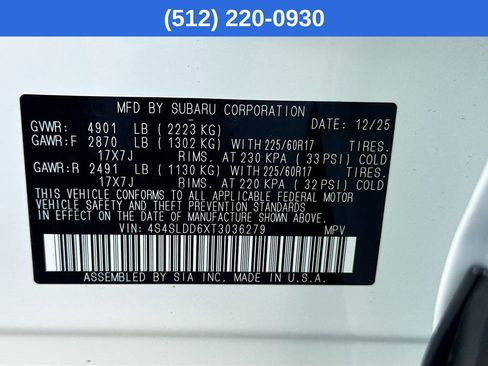 (512) 220-0930
MFD BY SUBARU CORPORATION
GVWR: 4901 LB ( 2223 KG) DATE: 12/25
GAWR:F 2870 LB ( 1302 KG) WITH 225/60R17 TIRES.
17X7J RIMS. AT 230 KPA ( 33 PSI) COLD
GAWR:R 2491 LB ( 1130 KG) WITH 225/60R17 TIRES.
17X7J RIMS. AT 220 KPA ( 32 PSI) COLD
THIS VEHICLE CONFORMS TO ALL APPLICABLE FEDERAL MOTOR
VEHICLE SAFETY AND THEFT PREVENTION STANDARDS
IN EFFECT ON THE DATE OF MANUFACTURE SHOWN ABOVE.
VIN: 4S4SLDD6XT3036279 MPV
ASSEMBLED BY SIA INC. MADE IN U.S.A.